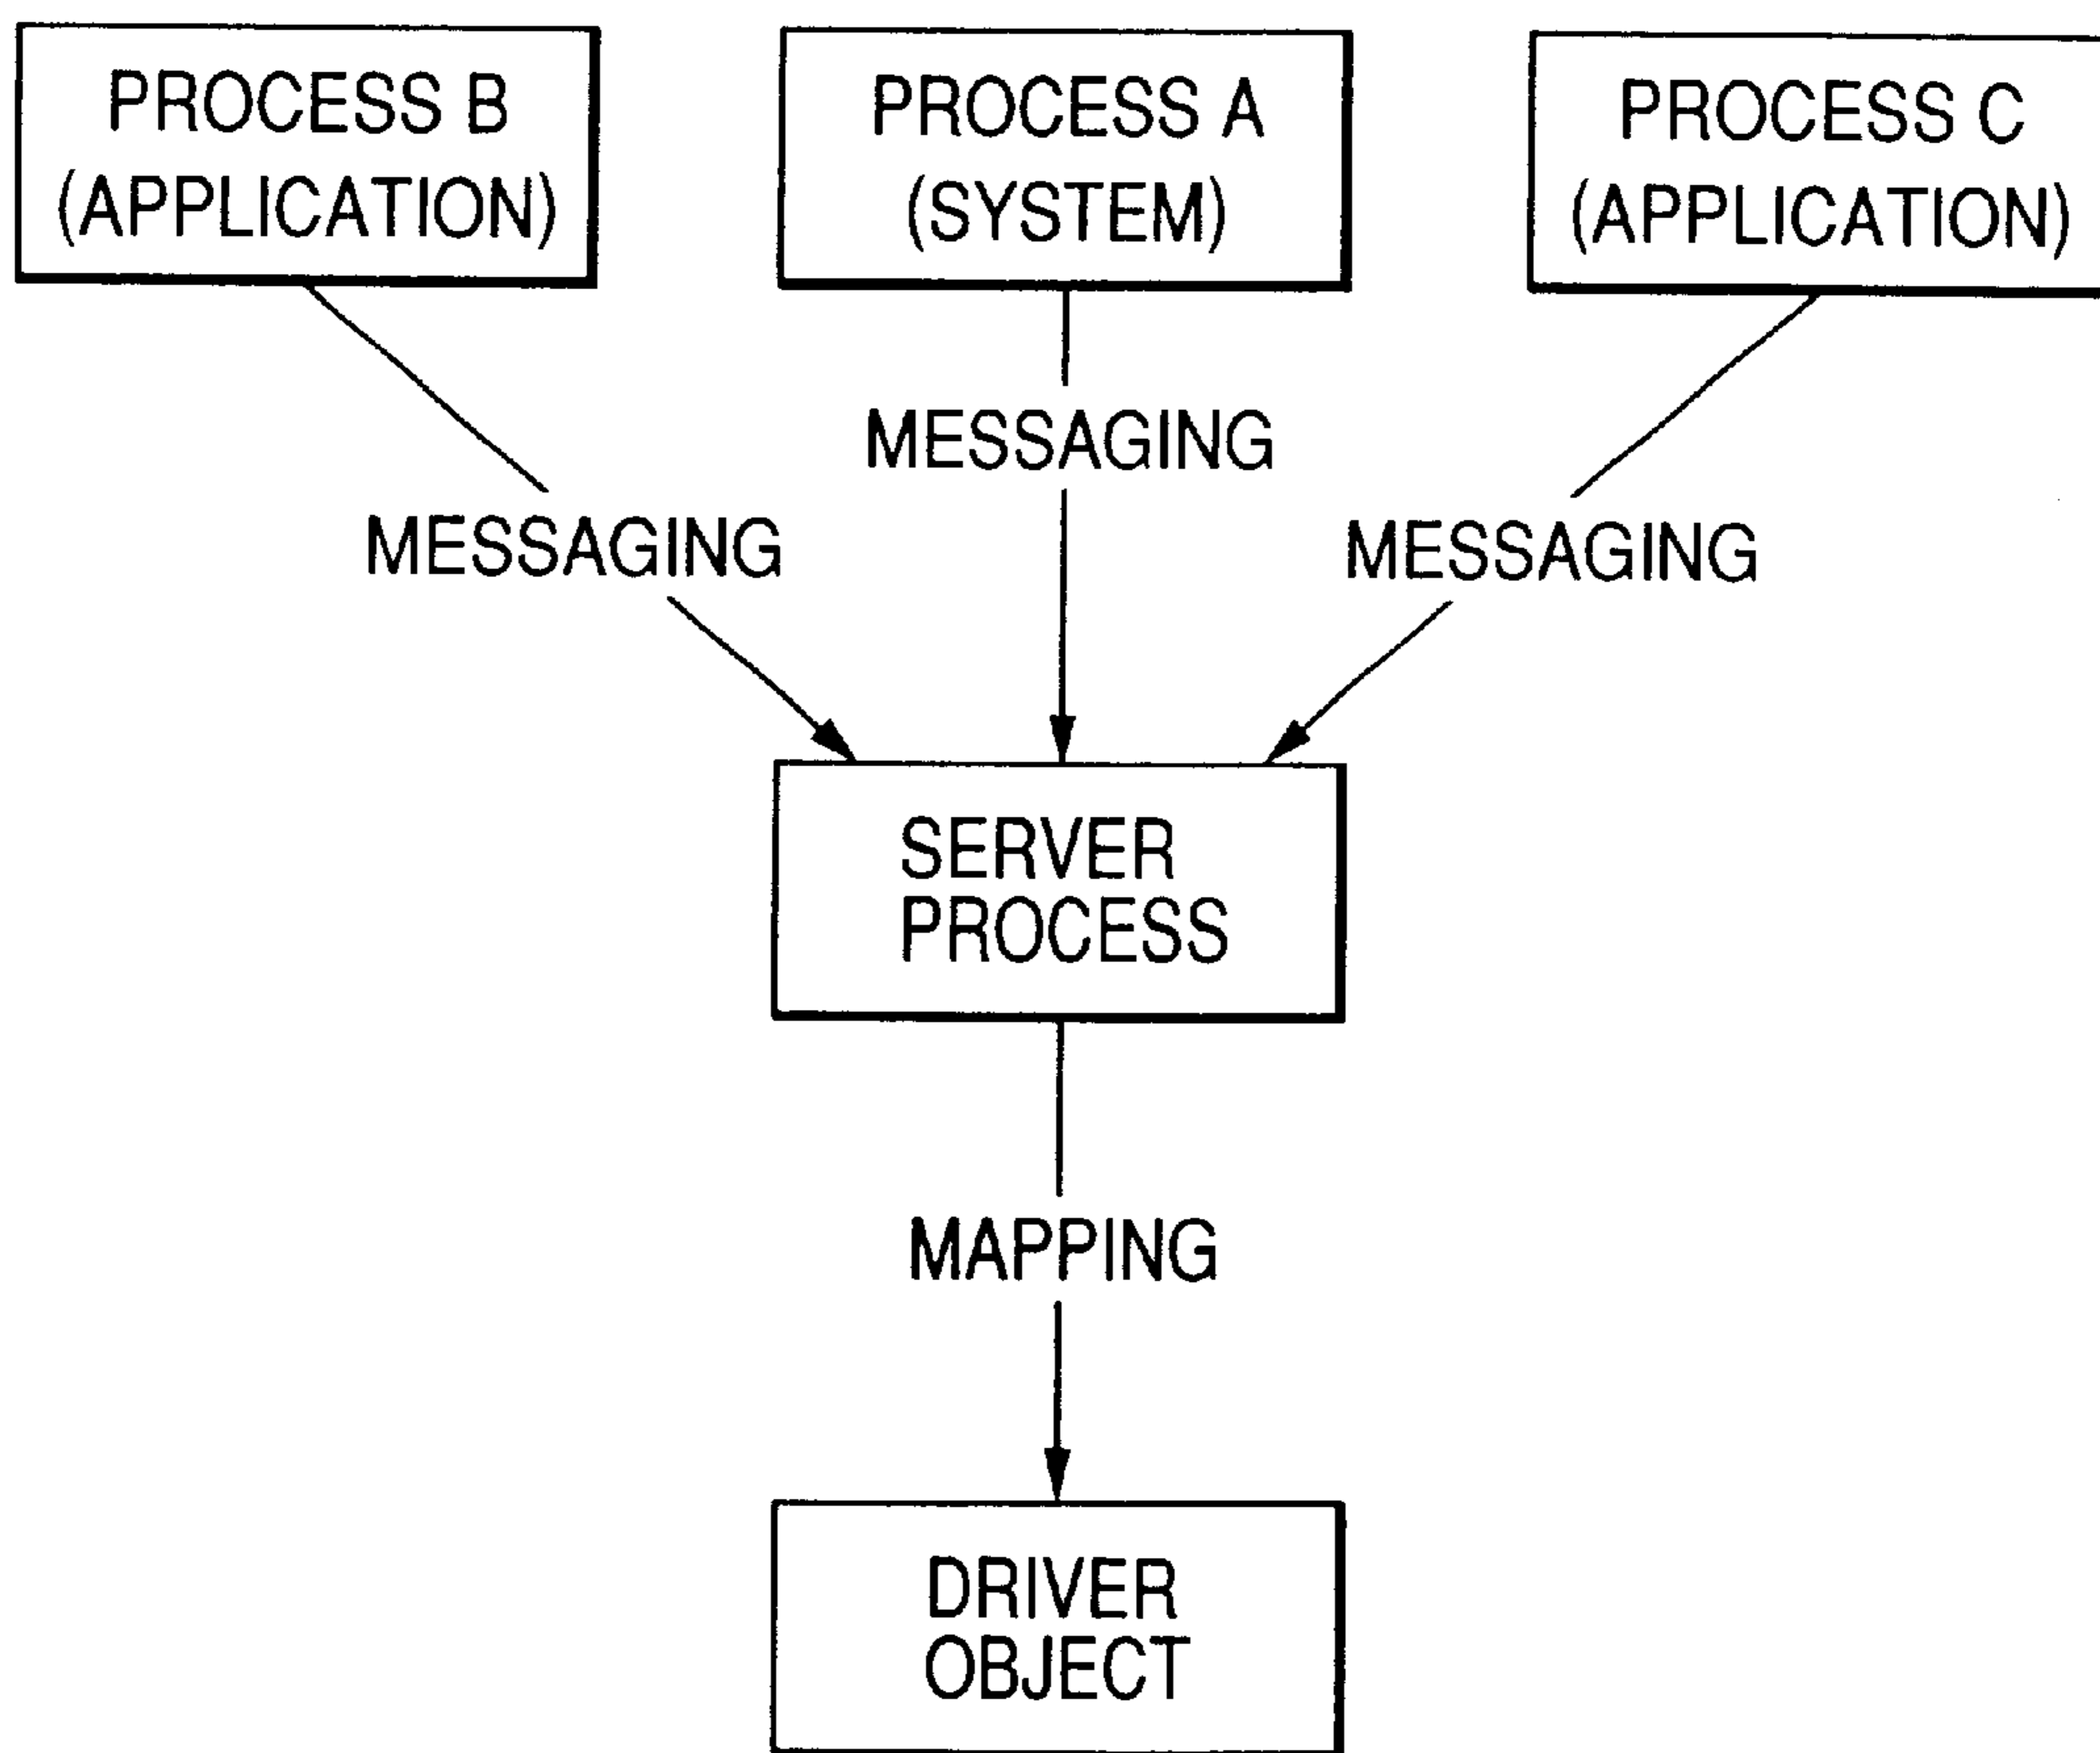 PROCESS B
(APPLICATION)
PROCESS A
(SYSTEM)
PROCESS C
(APPLICATION)
MESSAGING
MESSAGING
MESSAGING
SERVER
PROCESS
MAPPING
DRIVER
OBJECT